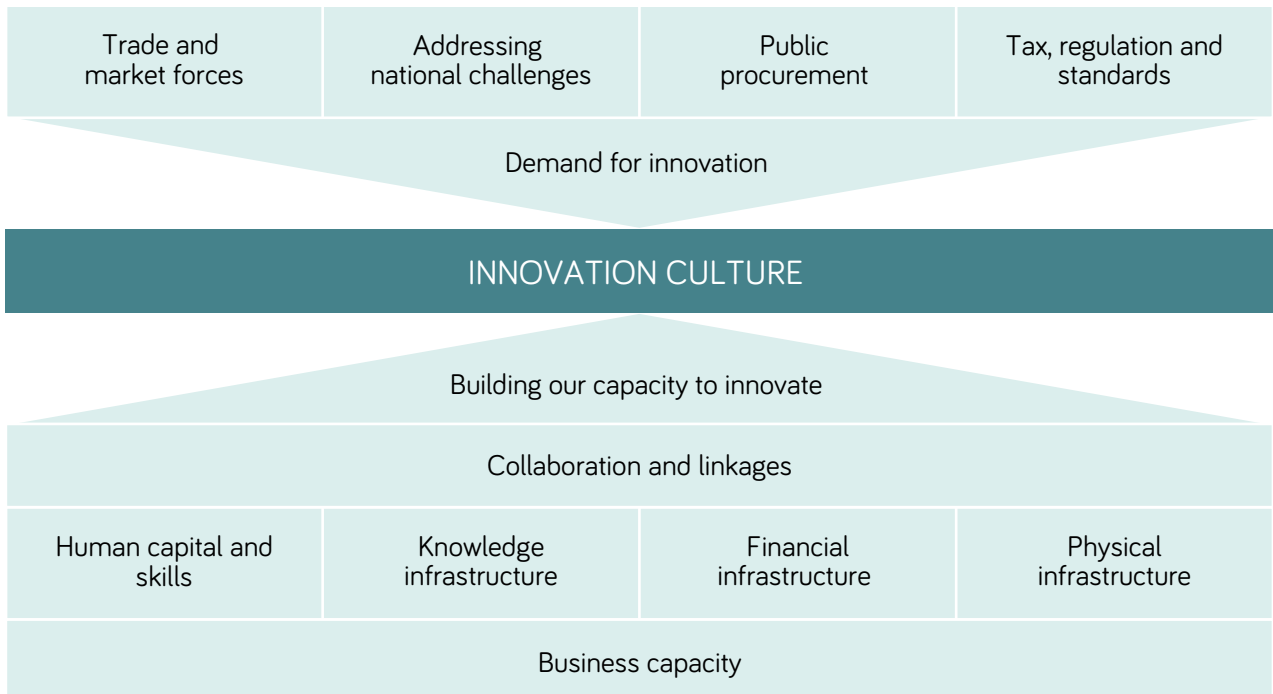 Trade and
market forces
Addressing
national challenges
Public
procurement
Tax, regulation and
standards
Demand for innovation
INNOVATION CULTURE
Building our capacity to innovate
Collaboration and linkages
Human capital and
skills
Knowledge
infrastructure
Financial
infrastructure
Physical
infrastructure
Business capacity